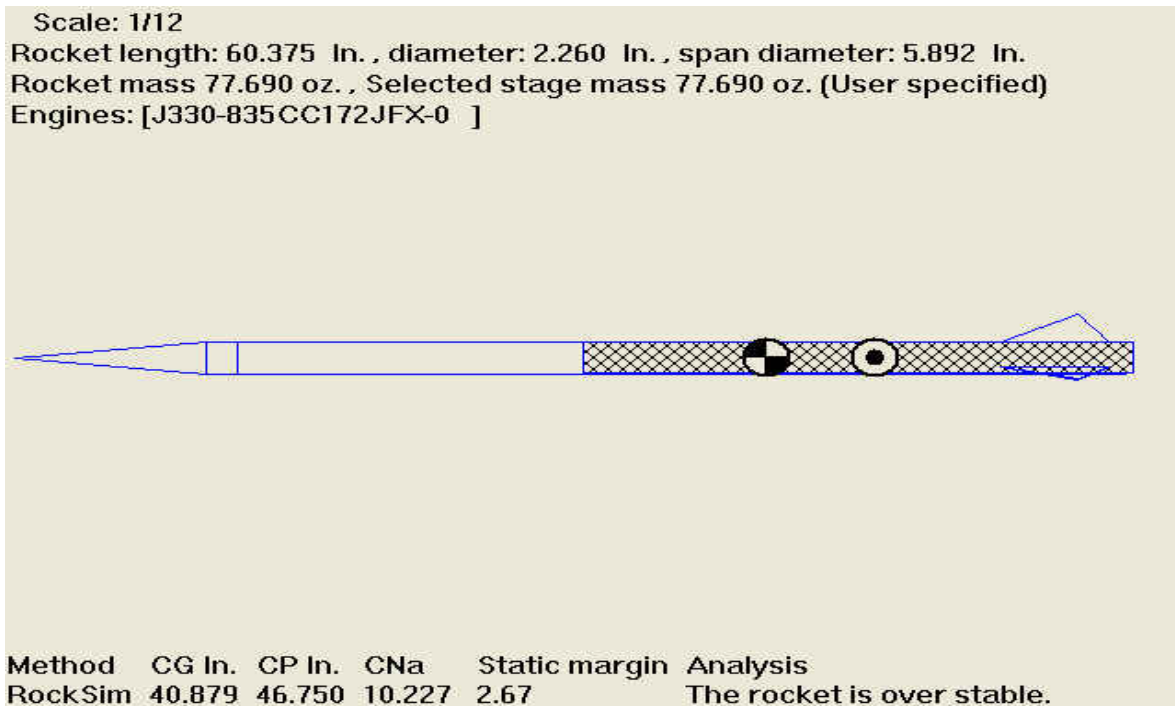 Scale: 1/12
Rocket length: 60.375 In. , diameter: 2.260 In. , span diameter: 5.892 In.
Rocket mass 77.690 oz. , Selected stage mass 77.690 oz. (User specified)
Engines: [J330-835CC172JFX-0 ]
Method CG In. CP In. CNa Static margin Analysis
RockSim 40.879 46.750 10.227 2.67 The rocket is over stable.